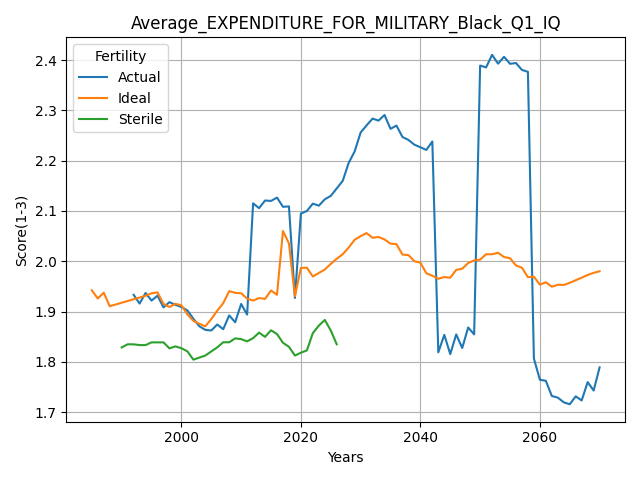 Average_EXPENDITURE_FOR_MILITARY_Black_Q1_IQ
Fertility
Actual
Ideal
Sterile
Score(1-3)
2.4
2.3
2.2
2.1
2.0
1.9
1.8
1.7
2000
2020
2040
2060
Years